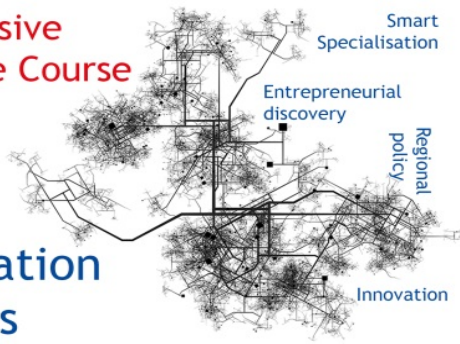 sive
e Course
Smart
Specialisation
Entrepreneurial
discovery
Regional
policy
Innovation
ation
s